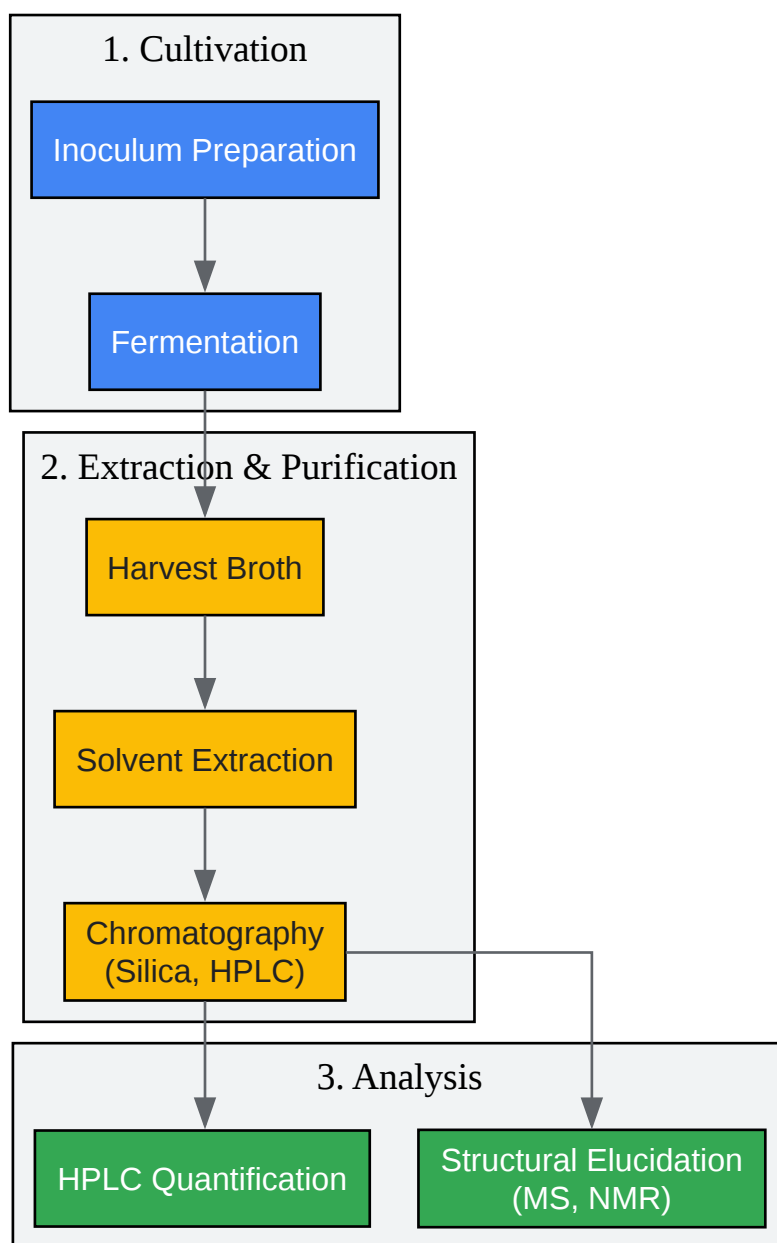 1. Cultivation
Inoculum Preparation
Fermentation
2. Extraction & Purification
Harvest Broth
Solvent Extraction
Chromatography
(Silica, HPLC)
3. Analysis
HPLC Quantification
Structural Elucidation
(MS, NMR)